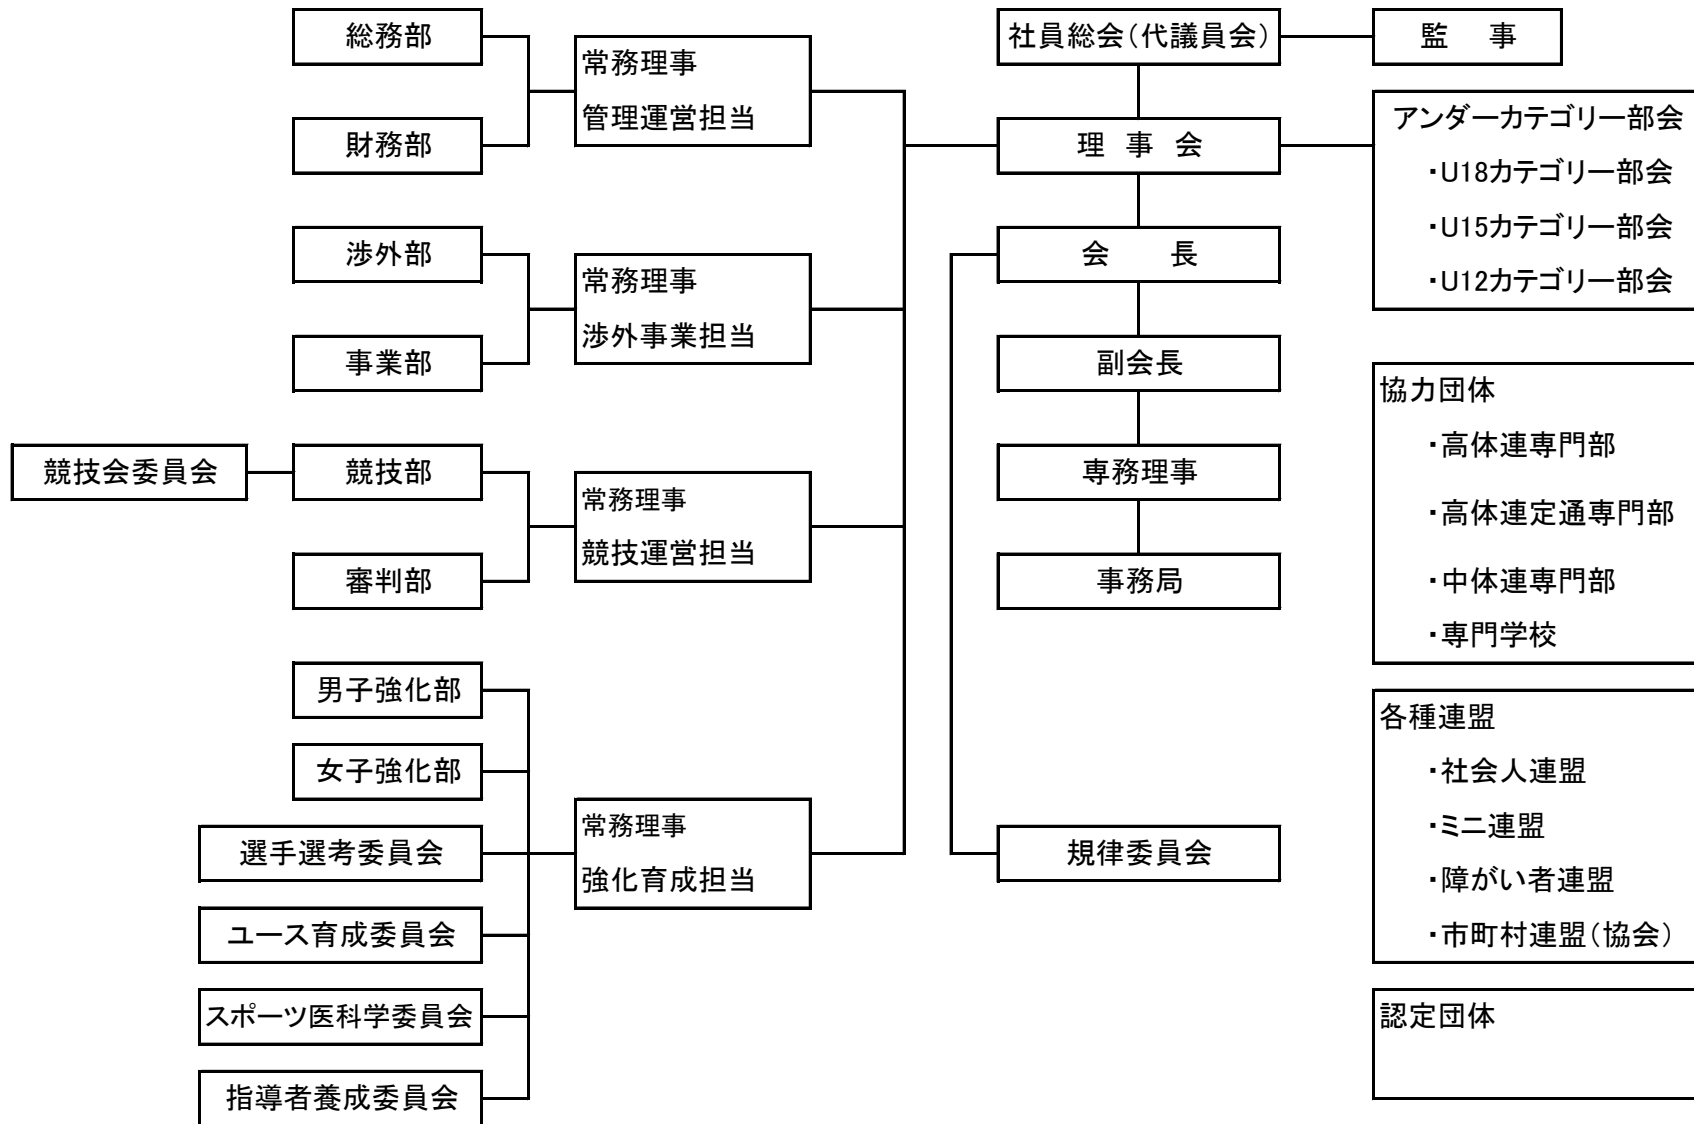 総務部
財務部
常務理事
管理運営担当
渉外部
事業部
常務理事
渉外事業担当
競技会委員会
競技部
審判部
常務理事
競技運営担当
男子強化部
女子強化部
選手選考委員会
ユース育成委員会
スポーツ医科学委員会
指導者養成委員会
常務理事
強化育成担当
社員総会(代議員会)
監 事
理 事 会
会 長
副会長
専務理事
事務局
規律委員会
アンダーカテゴリー部会
・U18カテゴリー部会
・U15カテゴリー部会
・U12カテゴリー部会
協力団体
・高体連専門部
・高体連定通専門部
・中体連専門部
・専門学校
各種連盟
・社会人連盟
・ミニ連盟
・障がい者連盟
・市町村連盟(協会)
認定団体